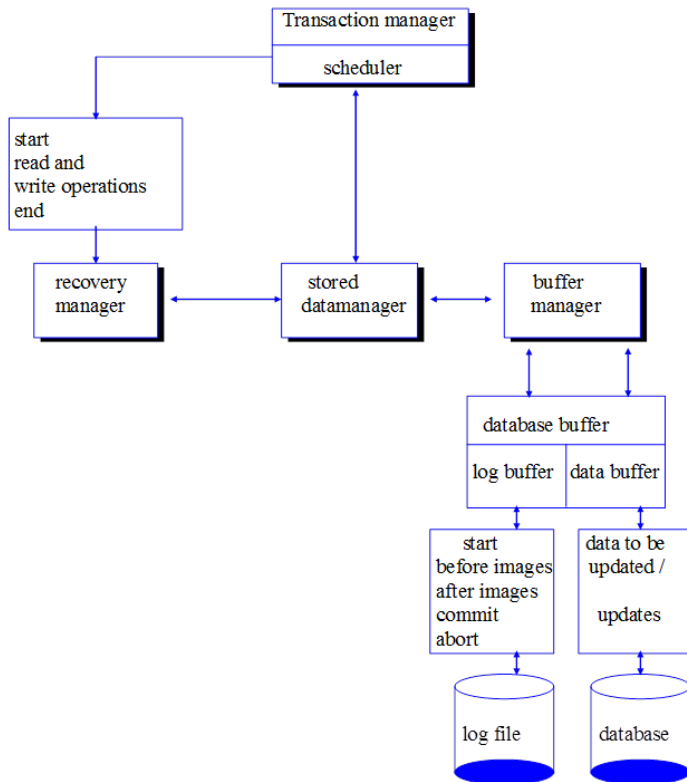 Transaction manager
scheduler
start
read and
write operations
end
recovery
manager
stored
datamanager
buffer
manager
database buffer
log buffer
data buffer
start
before images
after images
commit
abort
data to be
updated /
updates
log file
database